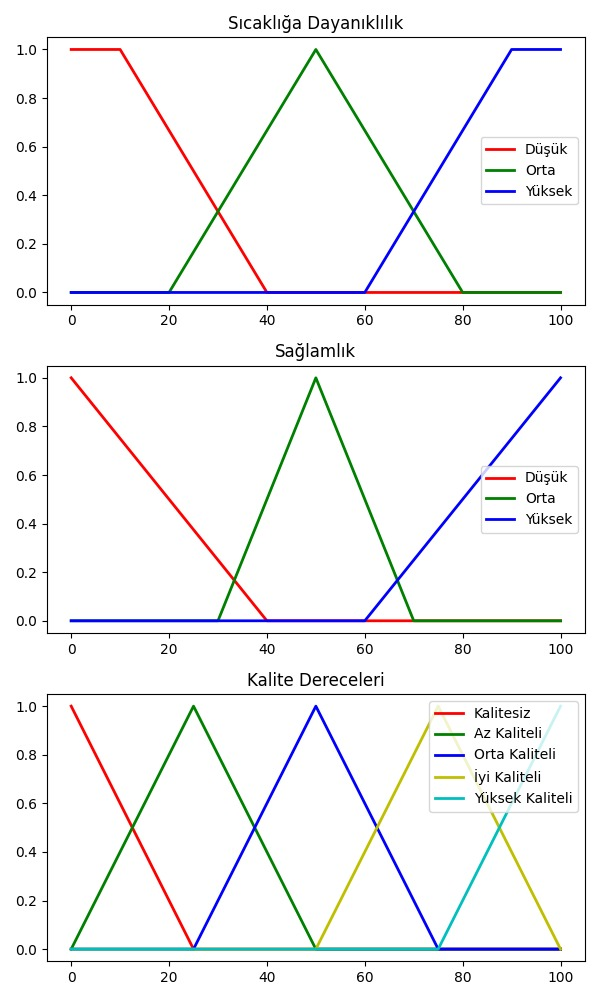 Sıcaklığa Dayanıklılık
1.0
0.8
0.6
0.4
0.2
0.0
Düşük
Orta
Yüksek
0 20 40 60 80 100
Sağlamlık
1.0
0.8
0.6
0.4
0.2
0.0
Düşük
Orta
Yüksek
0 20 40 60 80 100
Kalite Dereceleri
1.0
0.8
0.6
0.4
0.2
0.0
Kalitesiz
Az Kaliteli
Orta Kaliteli
İyi Kaliteli
Yüksek Kaliteli
0 20 40 60 80 100